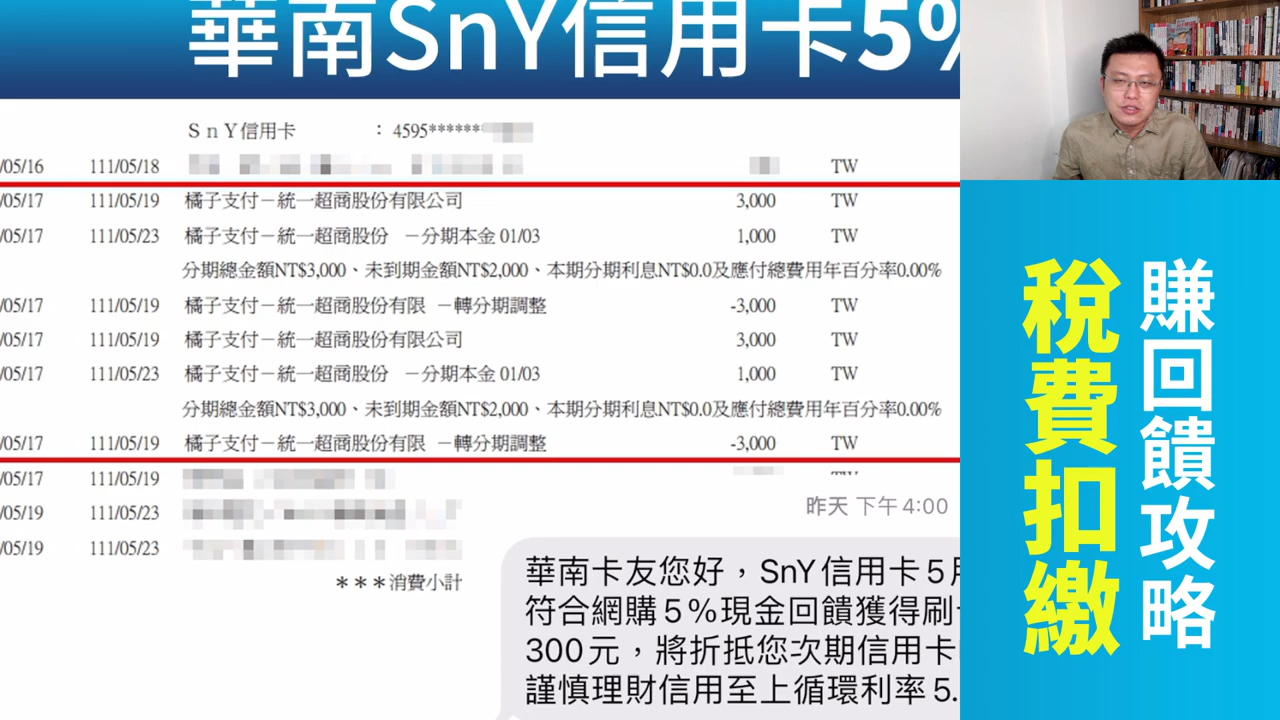 華南SnY信用卡5%
SnY信用卡 : 4595*******
/05/16 111/05/18 TW
/05/17 111/05/19 橘子支付－統一超商股份有限公司 3,000 TW
/05/17 111/05/23 橘子支付－統一超商股份 －分期本金 01/03 1,000 TW
分期總金額NT$3,000、未到期金額NT$2,000、本期分期利息NT$0.0及應付總費用年百分率0.00%
/05/17 111/05/19 橘子支付－統一超商股份有限 －轉分期調整 -3,000 TW
/05/17 111/05/19 橘子支付－統一超商股份有限公司 3,000 TW
/05/17 111/05/23 橘子支付－統一超商股份 －分期本金 01/03 1,000 TW
分期總金額NT$3,000、未到期金額NT$2,000、本期分期利息NT$0.0及應付總費用年百分率0.00%
/05/17 111/05/19 橘子支付－統一超商股份有限 －轉分期調整 -3,000 TW
/05/17 111/05/19 TW
/05/19 111/05/23
/05/19 111/05/23
＊＊＊消費小計
昨天 下午 4:00
華南卡友您好，SnY信用卡5月
符合網購5%現金回饋獲得刷
300元，將折抵您次期信用卡
謹慎理財信用至上循環利率5.
賺回饋攻略
稅費扣繳